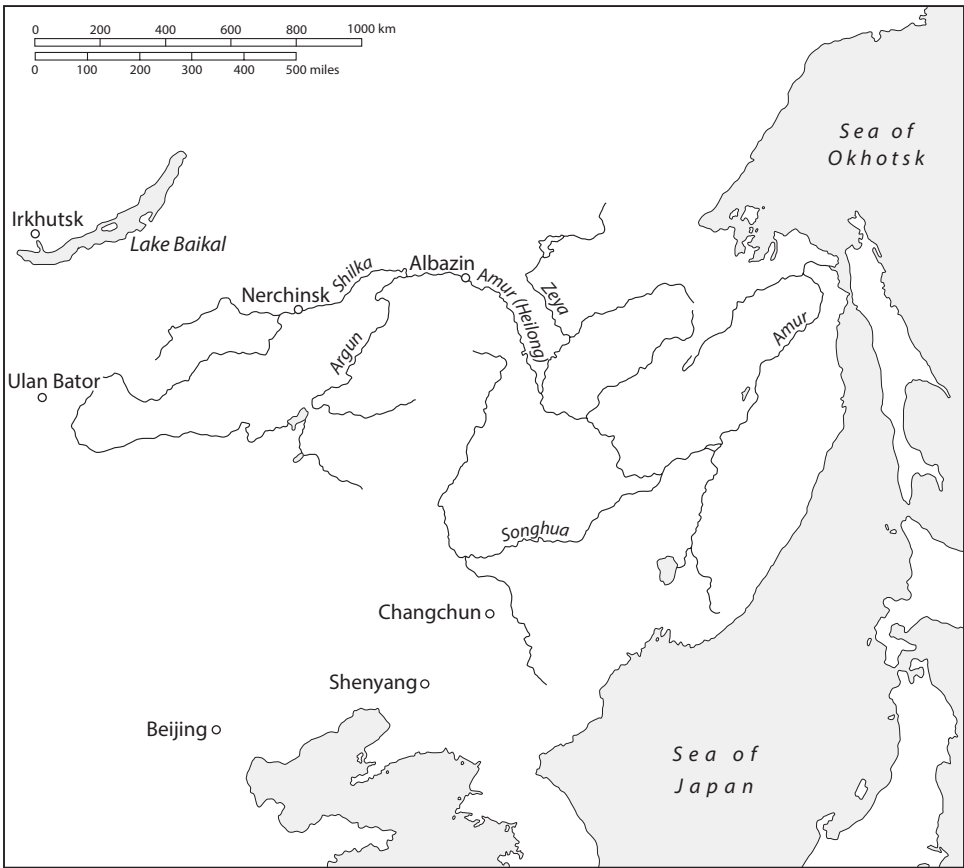 0 200 400 600 800 1000 km
0 100 200 300 400 500 miles
Sea of
Okhotsk
Irkhutsk
Lake Baikal
Shilka
Albazin
Nerchinsk
Amur (Heilong)
Zeya
Argun
Amur
Ulan Bator
Songhua
Changchun
Shenyang
Beijing
Sea of
Japan